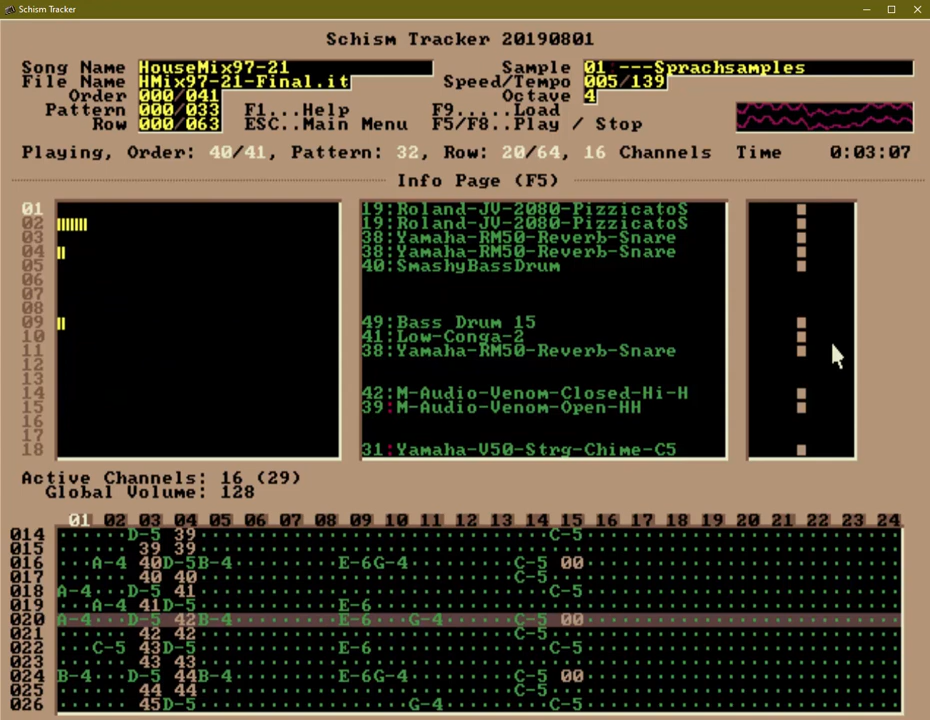 Schism Tracker
Schism Tracker 20190801
Song Name HouseMix97-21 Sample 01 ---Sprachsamples
File Name HMix97-21-Final.it Speed/Tempo 005/139
Order 000/041 Octave 4
Pattern 000/033 F1...Help F9....Load
Row 000/063 ESC..Main Menu F5/F8..Play / Stop
Playing, Order: 40/41, Pattern: 32, Row: 20/64, 16 Channels Time 0:03:07
Info Page (F5)
01 19:Roland-JV-2080-PizzicatoS
02 19:Roland-JV-2080-PizzicatoS
03 38:Yamaha-RM50-Reverb-Snare
04 38:Yamaha-RM50-Reverb-Snare
05 40:SmashyBassDrum
06
07
08
09 49:Bass Drum 15
10 41:Low-Conga-2
11 38:Yamaha-RM50-Reverb-Snare
12
13
14 42:M-Audio-Venom-Closed-Hi-H
15 39:M-Audio-Venom-Open-HH
16
17
18 31:Yamaha-V50-Strg-Chime-C5
Active Channels: 16 (29)
Global Volume: 128
01 02 03 04 05 06 07 08 09 10 11 12 13 14 15 16 17 18 19 20 21 22 23 24
014 D-5 39 C-5
015 39 39
016 A-4 40D-5B-4 E-6G-4 C-5 00
017 40 40 C-5
018 A-4 D-5 41 C-5
019 A-4 41D-5 E-6
020 A-4 D-5 42B-4 E-6 G-4 C-5 00
021 42 42 C-5
022 C-5 43D-5 E-6 C-5
023 43 43
024 B-4 D-5 44B-4 E-6G-4 C-5 00
025 44 44 C-5
026 45D-5 G-4 C-5